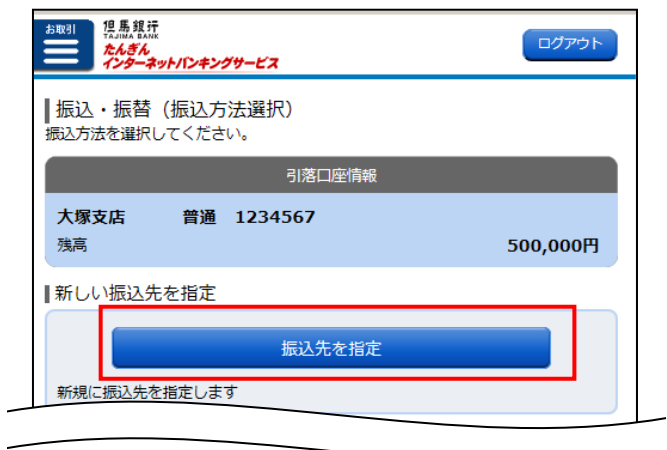 お取引
但馬銀行
TAJIMA BANK
たんぎん
インターネットバンキングサービス
ログアウト
振込・振替（振込方法選択）
振込方法を選択してください。
引落口座情報
大塚支店 普通 1234567
残高 500,000円
新しい振込先を指定
振込先を指定
新規に振込先を指定します